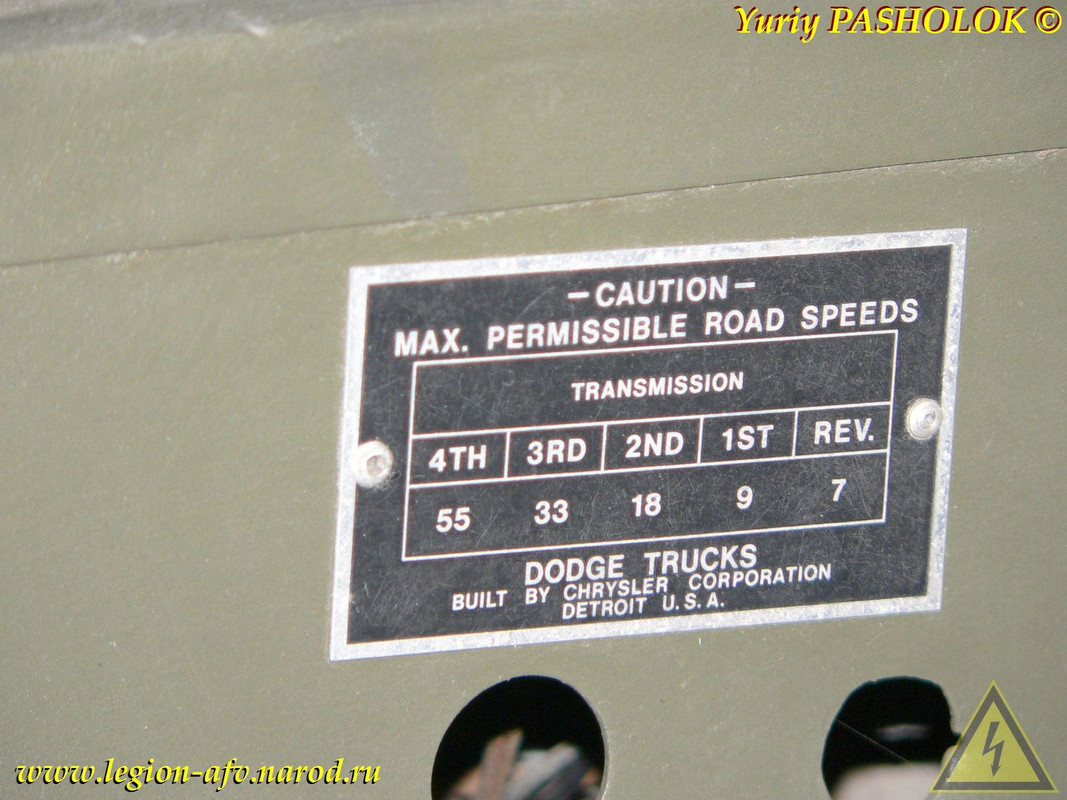 Yuriy PASHOLOK ©
-CAUTION-
MAX. PERMISSIBLE ROAD SPEEDS
TRANSMISSION
4TH 3RD 2ND 1ST REV.
55 33 18 9 7
DODGE TRUCKS
BUILT BY CHRYSLER CORPORATION
DETROIT U.S.A.
www.legion-afv.narod.ru